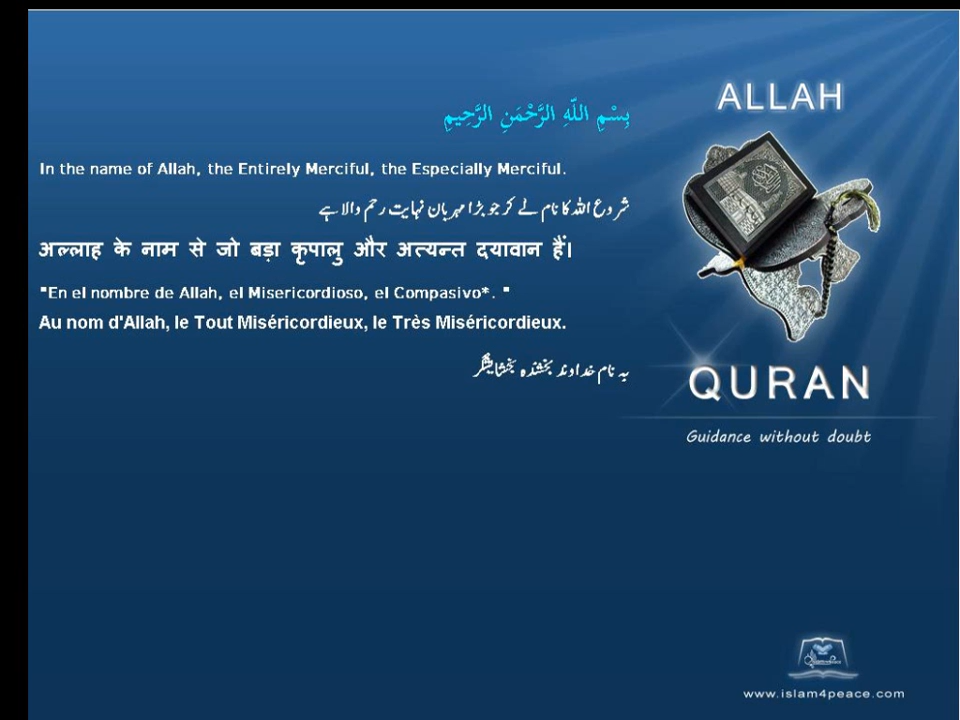 بِسْمِ اللَّهِ الرَّحْمَنِ الرَّحِيمِ
In the name of Allah, the Entirely Merciful, the Especially Merciful.
شروع اللہ کا نام لے کر جو بڑا مہربان نہایت رحم والا ہے
अल्लाह के नाम से जो बड़ा कृपालु और अत्यन्त दयावान हैं।
"En el nombre de Allah, el Misericordioso, el Compasivo*. "
Au nom d'Allah, le Tout Miséricordieux, le Très Miséricordieux.
به نام خداوند بخشنده بخشایشگر
ALLAH
QURAN
Guidance without doubt
www.islam4peace.com